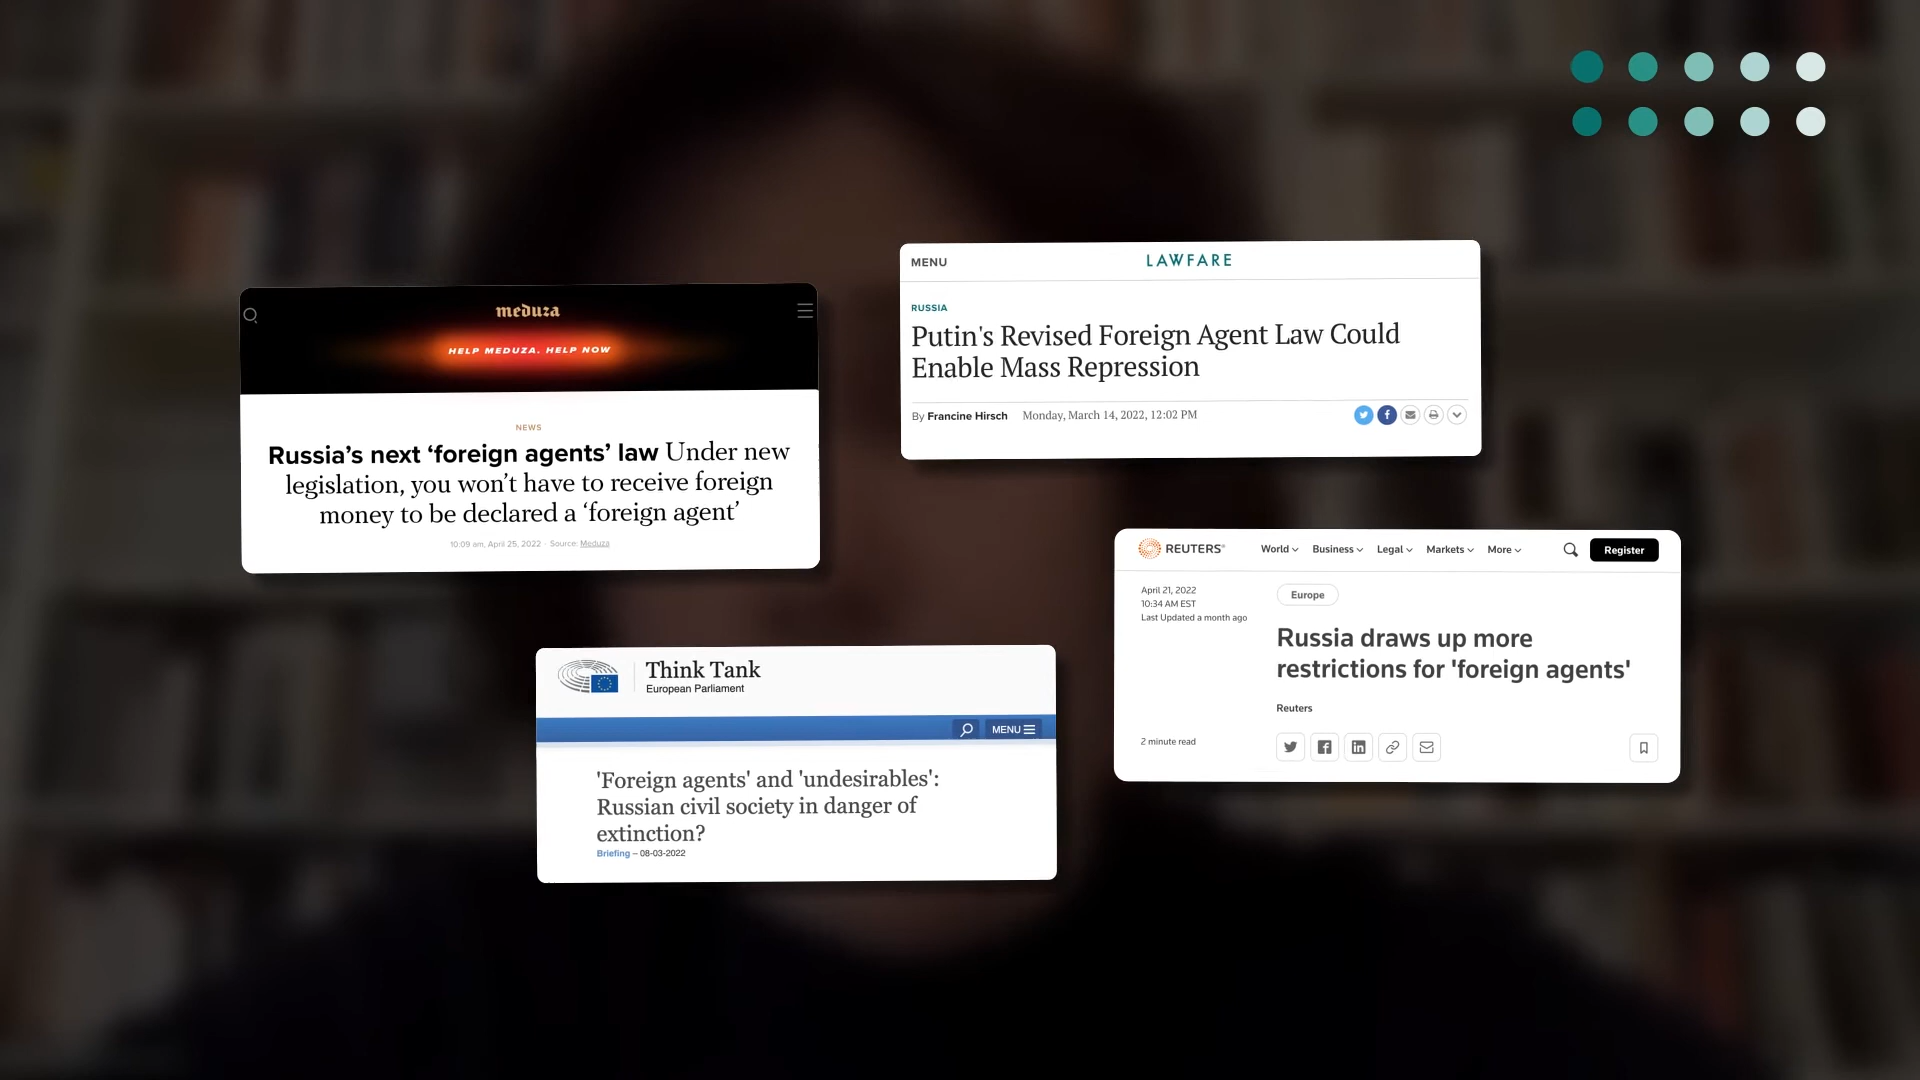 meduza
HELP MEDUZA. HELP NOW
NEWS
Russia’s next ‘foreign agents’ law Under new
legislation, you won’t have to receive foreign
money to be declared a ‘foreign agent’
10:09 am, April 25, 2022 · Source: Meduza
MENU
LAWFARE
RUSSIA
Putin's Revised Foreign Agent Law Could
Enable Mass Repression
By Francine Hirsch Monday, March 14, 2022, 12:02 PM
Think Tank
European Parliament
MENU
'Foreign agents' and 'undesirables':
Russian civil society in danger of
extinction?
Briefing – 08-03-2022
REUTERS® World Business Legal Markets More Register
April 21, 2022
10:34 AM EST
Last Updated a month ago
Europe
Russia draws up more
restrictions for 'foreign agents'
Reuters
2 minute read